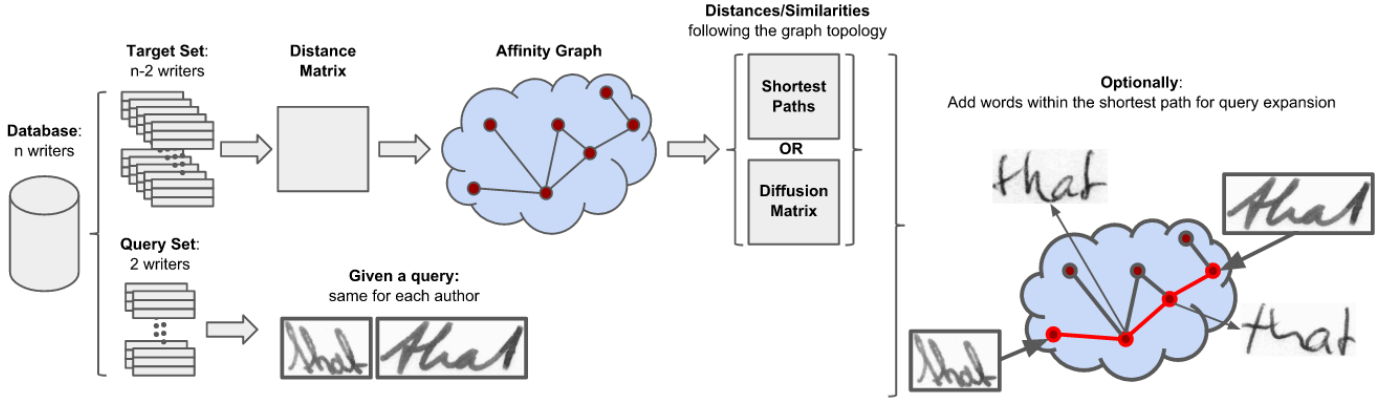 Database:
n writers
Target Set:
n-2 writers
Query Set:
2 writers
Distance
Matrix
Given a query:
same for each author
that that
Affinity Graph
Distances/Similarities
following the graph topology
Shortest
Paths
OR
Diffusion
Matrix
Optionally:
Add words within the shortest path for query expansion
that
that
that
that